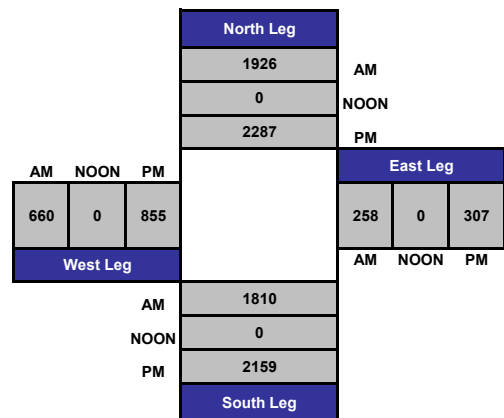 North Leg
1926 AM
0 NOON
2287 PM
AM NOON PM
East Leg
660 0 855
258 0 307
West Leg
AM NOON PM
AM 1810
NOON 0
PM 2159
South Leg